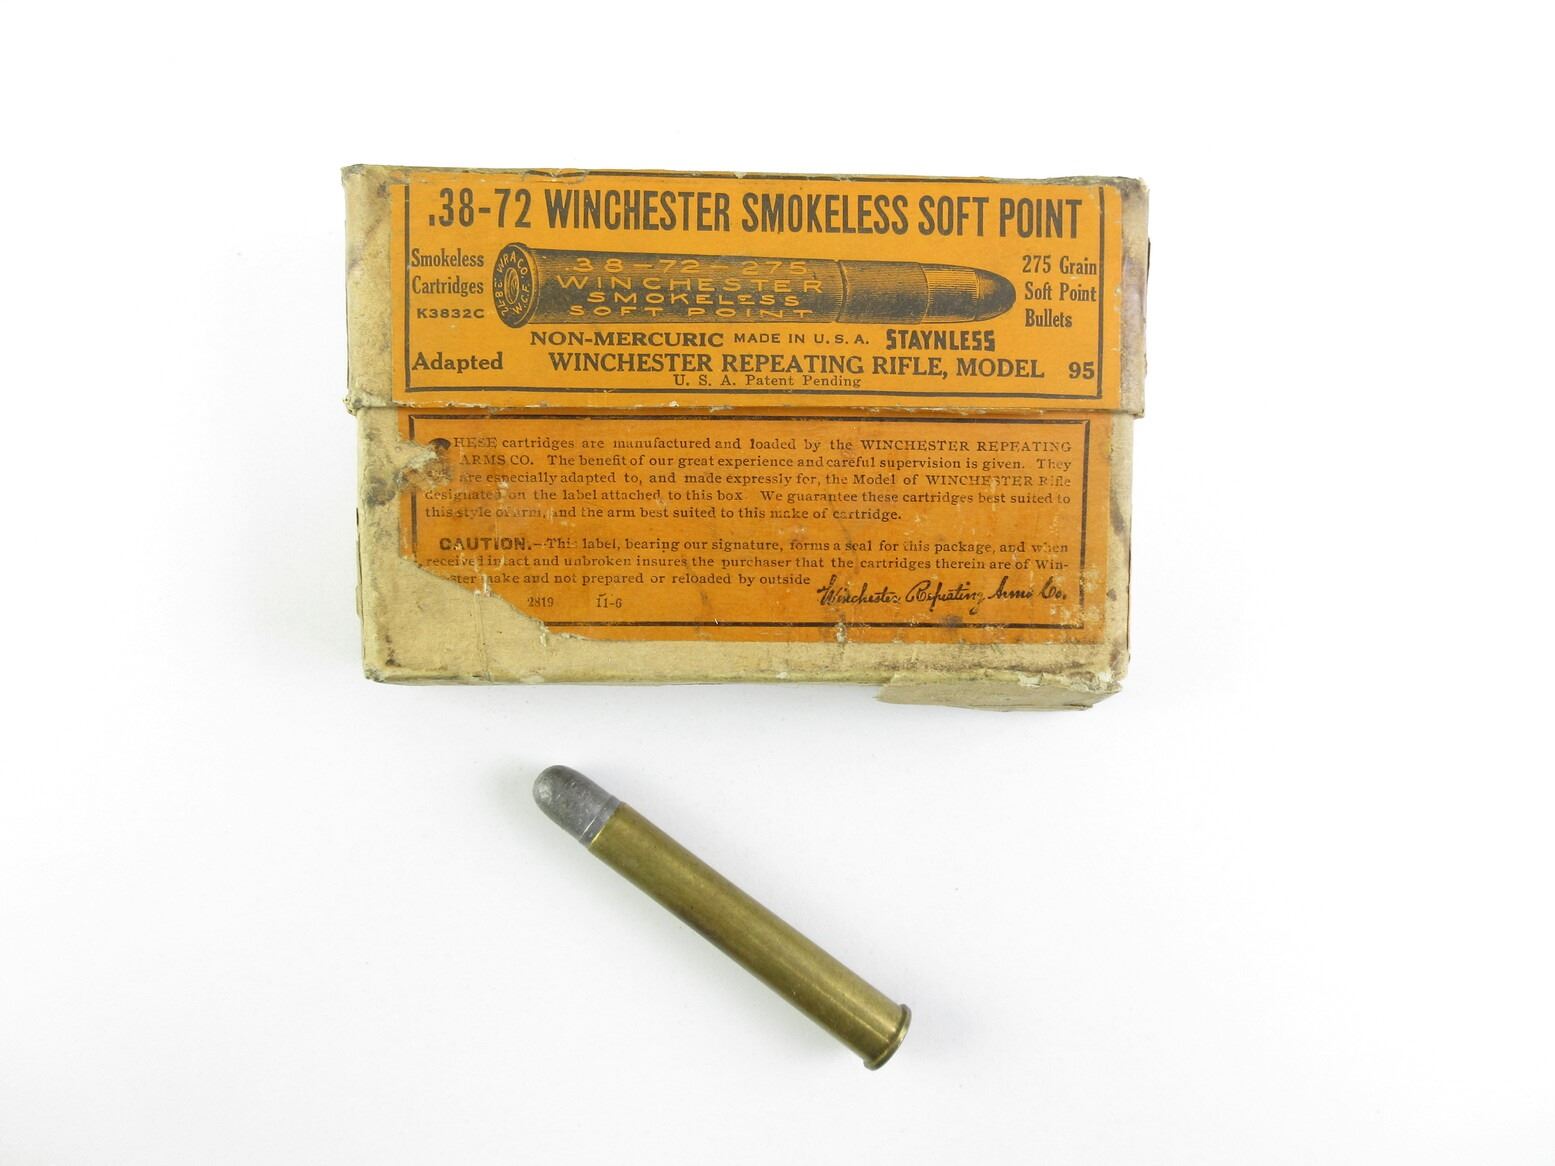 .38-72 WINCHESTER SMOKELESS SOFT POINT
Smokeless
Cartridges
K3832C
W.R.A.CO.
W.C.F.
38-72-275
WINCHESTER
SMOKELESS
SOFT POINT
275 Grain
Soft Point
Bullets
NON-MERCURIC MADE IN U.S.A. STAYNLESS
Adapted WINCHESTER REPEATING RIFLE, MODEL 95
U. S. A. Patent Pending
HESE cartridges are manufactured and loaded by the WINCHESTER REPEATING
ARMS CO. The benefit of our great experience and careful supervision is given. They
are especially adapted to, and made expressly for, the Model of WINCHESTER Rifle
designated on the label attached to this box. We guarantee these cartridges best suited to
this style of arm, and the arm best suited to this make of cartridge.
CAUTION.—This label, bearing our signature, forms a seal for this package, and when
received intact and unbroken insures the purchaser that the cartridges therein are of Win-
ster make and not prepared or reloaded by outside
Winchester Repeating Arms Co.
2819 11-6